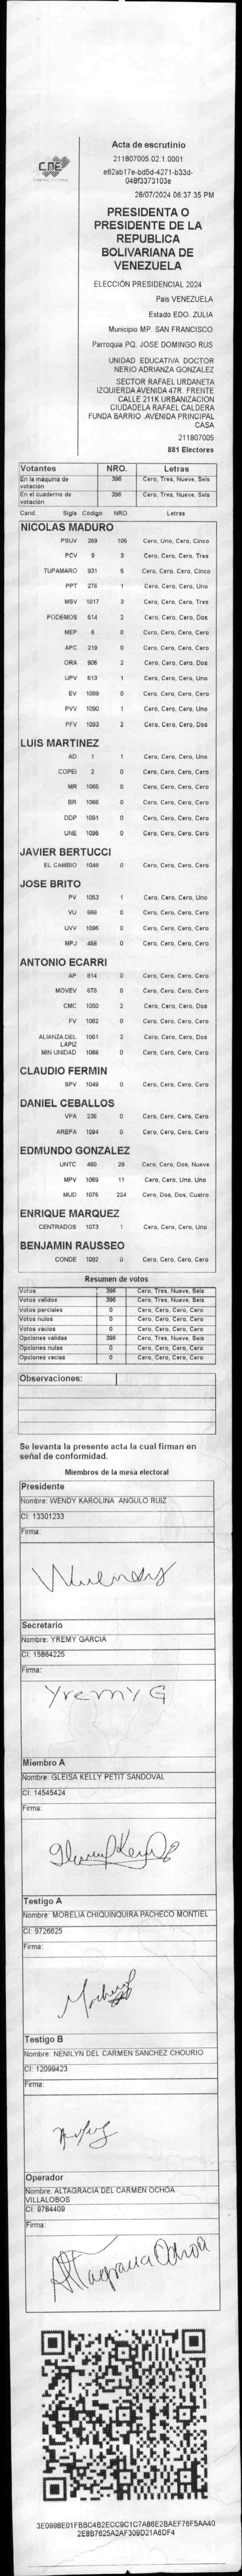 Acta de escrutinio
211807005.02.1.0001
e62ab17e-bd5d-4271-b33d-
048f3373103e
28/07/2024 06:37:35 PM
CNE
PRESIDENTA O
PRESIDENTE DE LA
REPUBLICA
BOLIVARIANA DE
VENEZUELA
ELECCIÓN PRESIDENCIAL 2024
Pais VENEZUELA
Estado EDO. ZULIA
Municipio MP. SAN FRANCISCO
Parroquia PQ. JOSE DOMINGO RUS
UNIDAD EDUCATIVA DOCTOR
NERIO ADRIANZA GONZALEZ
SECTOR RAFAEL URDANETA
IZQUIERDA AVENIDA 47R. FRENTE
CALLE 211K URBANIZACION
CIUDADELA RAFAEL CALDERA
FUNDA BARRIO .AVENIDA PRINCIPAL
CASA
211807005
881 Electores
Votantes NRO. Letras
En la máquina de votación 396 Cero, Tres, Nueve, Seis
En el cuaderno de votación 396 Cero, Tres, Nueve, Seis
Cand. Sigla Código NRO. Letras
NICOLAS MADURO
PSUV 269 105 Cero, Uno, Cero, Cinco
PCV 5 3 Cero, Cero, Cero, Tres
TUPAMARO 931 5 Cero, Cero, Cero, Cinco
PPT 276 1 Cero, Cero, Cero, Uno
MSV 1017 3 Cero, Cero, Cero, Tres
PODEMOS 514 2 Cero, Cero, Cero, Dos
MEP 6 0 Cero, Cero, Cero, Cero
APC 219 0 Cero, Cero, Cero, Cero
ORA 906 2 Cero, Cero, Cero, Dos
UPV 513 1 Cero, Cero, Cero, Uno
EV 1089 0 Cero, Cero, Cero, Cero
PVV 1090 1 Cero, Cero, Cero, Uno
PFV 1093 2 Cero, Cero, Cero, Dos
LUIS MARTINEZ
AD 1 1 Cero, Cero, Cero, Uno
COPEI 2 0 Cero, Cero, Cero, Cero
MR 1065 0 Cero, Cero, Cero, Cero
BR 1066 0 Cero, Cero, Cero, Cero
DDP 1091 0 Cero, Cero, Cero, Cero
UNE 1095 0 Cero, Cero, Cero, Cero
JAVIER BERTUCCI
EL CAMBIO 1048 0 Cero, Cero, Cero, Cero
JOSE BRITO
PV 1053 1 Cero, Cero, Cero, Uno
VU 868 0 Cero, Cero, Cero, Cero
UVV 1096 0 Cero, Cero, Cero, Cero
MPJ 458 0 Cero, Cero, Cero, Cero
ANTONIO ECARRI
AP 814 0 Cero, Cero, Cero, Cero
MOVEV 679 0 Cero, Cero, Cero, Cero
CMC 1050 2 Cero, Cero, Cero, Dos
FV 1062 0 Cero, Cero, Cero, Cero
ALIANZA DEL LAPIZ 1051 2 Cero, Cero, Cero, Dos
MIN UNIDAD 1068 0 Cero, Cero, Cero, Cero
CLAUDIO FERMIN
SPV 1049 0 Cero, Cero, Cero, Cero
DANIEL CEBALLOS
VPA 236 0 Cero, Cero, Cero, Cero
AREPA 1094 0 Cero, Cero, Cero, Cero
EDMUNDO GONZALEZ
UNTC 460 29 Cero, Cero, Dos, Nueve
MPV 1069 11 Cero, Cero, Uno, Uno
MUD 1075 224 Cero, Dos, Dos, Cuatro
ENRIQUE MARQUEZ
CENTRADOS 1073 1 Cero, Cero, Cero, Uno
BENJAMIN RAUSSEO
CONDE 1092 0 Cero, Cero, Cero, Cero
Resumen de votos
Votos 396 Cero, Tres, Nueve, Seis
Votos validos 396 Cero, Tres, Nueve, Seis
Votos parciales 0 Cero, Cero, Cero, Cero
Votos nulos 0 Cero, Cero, Cero, Cero
Votos vacios 0 Cero, Cero, Cero, Cero
Opciones validas 396 Cero, Tres, Nueve, Seis
Opciones nulas 0 Cero, Cero, Cero, Cero
Opciones vacias 0 Cero, Cero, Cero, Cero
Observaciones:
Se levanta la presente acta la cual firman en
señal de conformidad.
Miembros de la mesa electoral
Presidente
Nombre: WENDY KAROLINA ANGULO RUIZ
CI: 13301233
Firma:
Secretario
Nombre: YREMY GARCIA
CI: 15864225
Firma:
Yremy G
Miembro A
Nombre: GLEISA KELLY PETIT SANDOVAL
CI: 14545424
Firma:
Testigo A
Nombre: MORELIA CHIQUINQUIRA PACHECO MONTIEL
CI: 9726625
Firma:
Testigo B
Nombre: NENILYN DEL CARMEN SANCHEZ CHOURIO
CI: 12099423
Firma:
Operador
Nombre: ALTAGRACIA DEL CARMEN OCHOA
VILLALOBOS
CI: 9764409
Firma:
Altagracia Ochoa
3E0998E01FBBC4B2ECC9C1C7AB6E2BAEF76F5AA40
2E8B7625A2AF309D21A6DF4